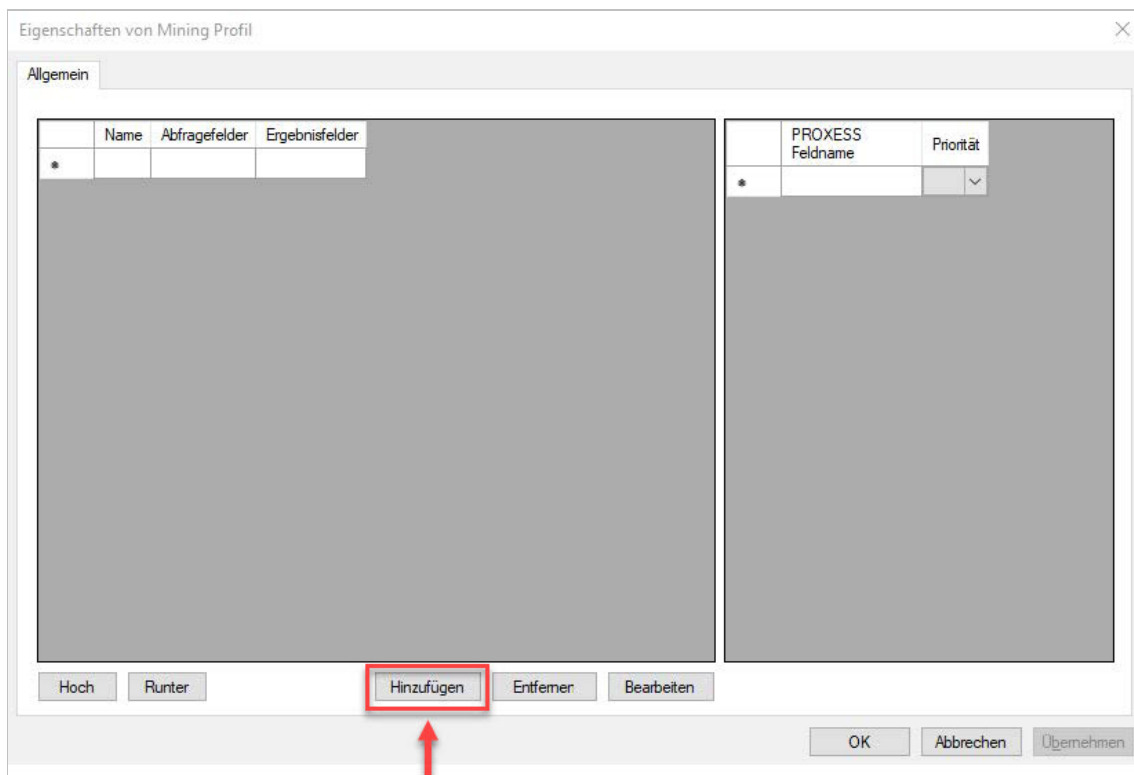 Eigenschaften von Mining Profil
Allgemein
Name Abfragefelder Ergebnisfelder
*
PROXESS
Feldname Priorität
*
Hoch Runter Hinzufügen Entfernen Bearbeiten
OK Abbrechen Übernehmen